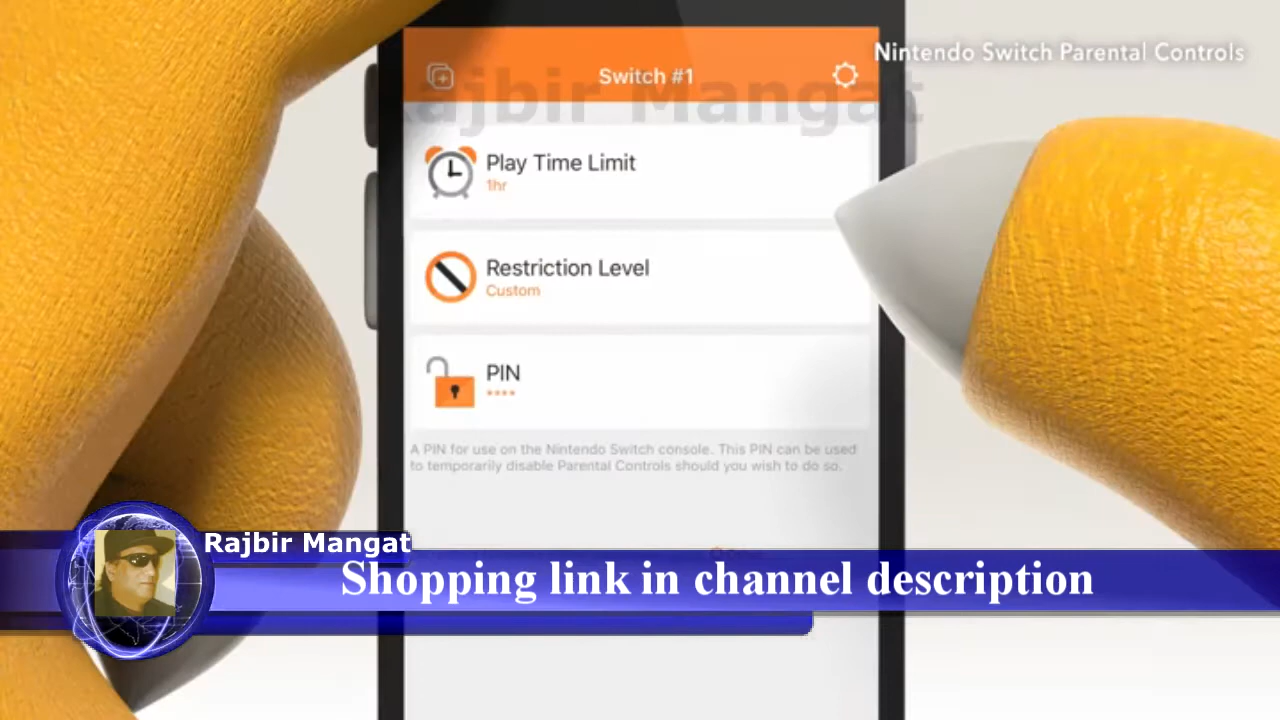 Nintendo Switch Parental Controls
Switch #1
Rajbir Mangat
Play Time Limit
1hr
Restriction Level
Custom
PIN
****
A PIN for use on the Nintendo Switch console. This PIN can be used
to temporarily disable Parental Controls should you wish to do so.
Rajbir Mangat
Shopping link in channel description